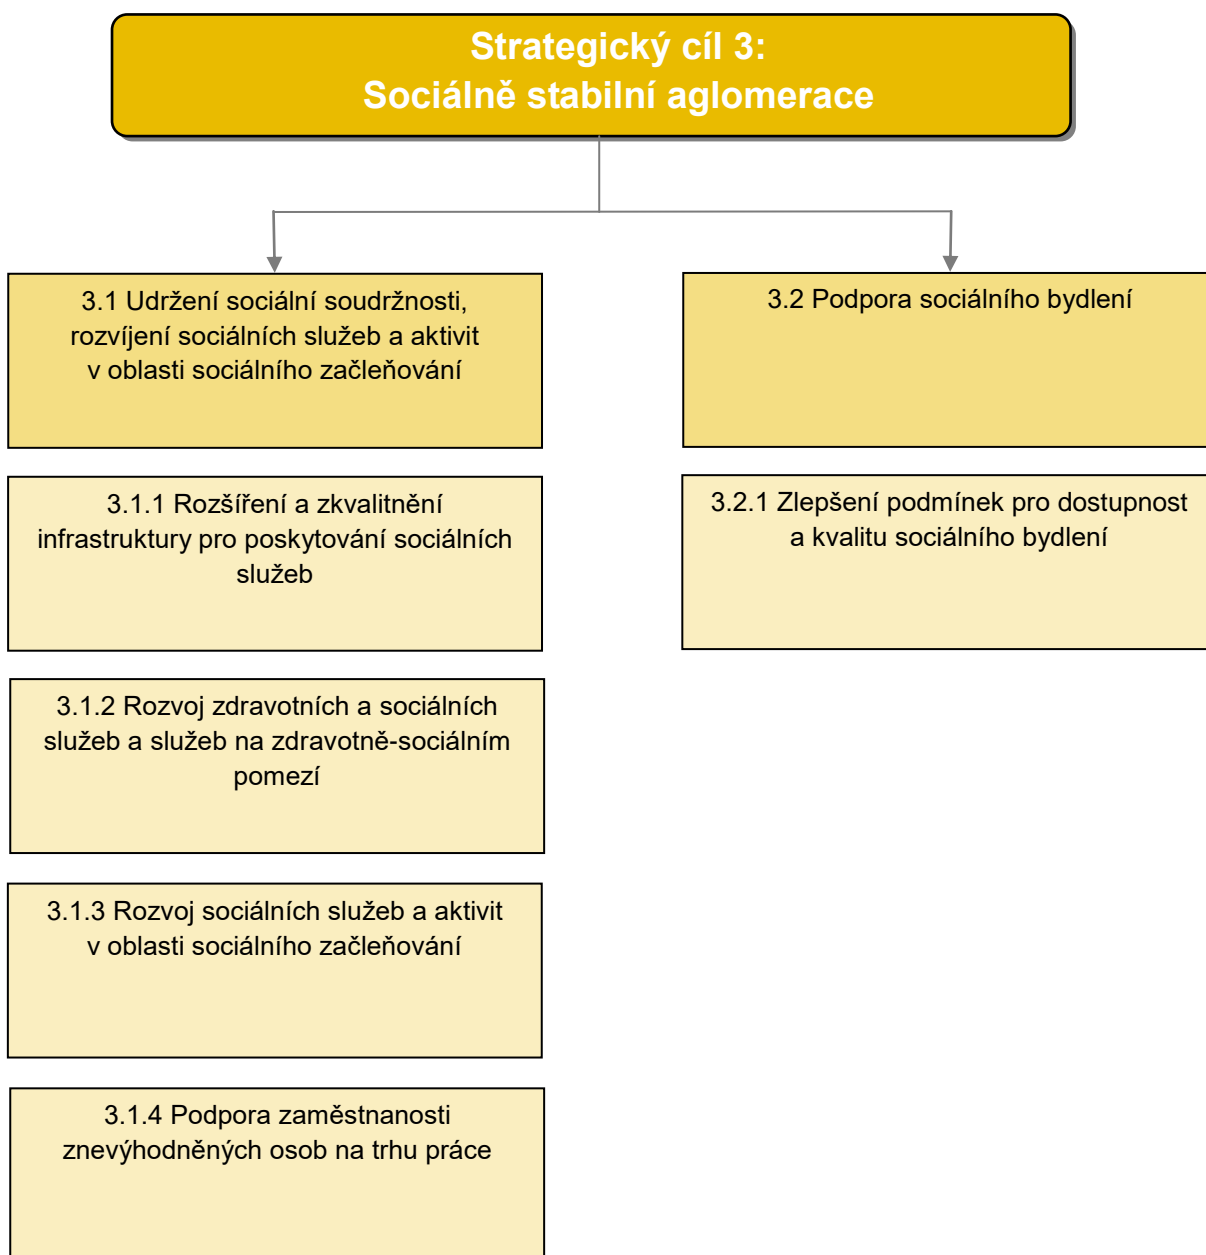 Strategický cíl 3:
Sociálně stabilní aglomerace
3.1 Udržení sociální soudržnosti,
rozvíjení sociálních služeb a aktivit
v oblasti sociálního začleňování
3.2 Podpora sociálního bydlení
3.1.1 Rozšíření a zkvalitnění
infrastruktury pro poskytování sociálních
služeb
3.2.1 Zlepšení podmínek pro dostupnost
a kvalitu sociálního bydlení
3.1.2 Rozvoj zdravotních a sociálních
služeb a služeb na zdravotně-sociálním
pomezí
3.1.3 Rozvoj sociálních služeb a aktivit
v oblasti sociálního začleňování
3.1.4 Podpora zaměstnanosti
znevýhodněných osob na trhu práce